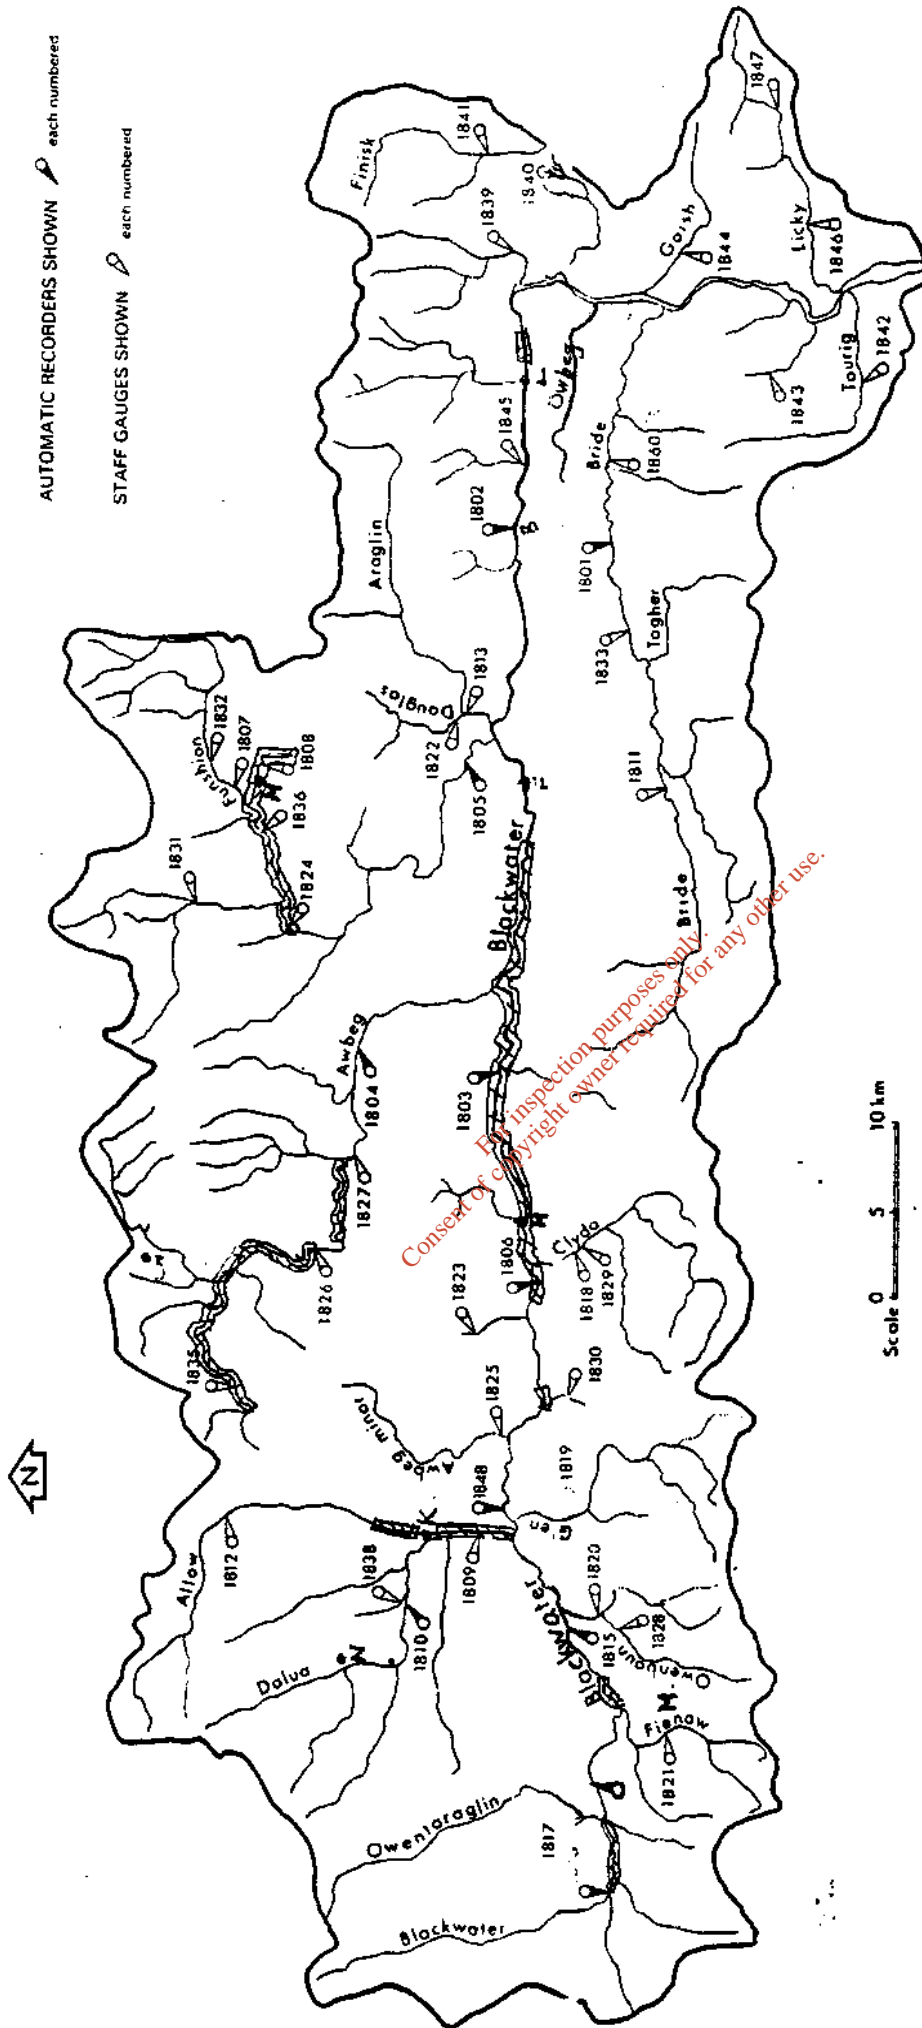 AUTOMATIC RECORDERS SHOWN each numbered
STAFF GAUGES SHOWN each numbered
N
Allow
1812
Dalua
N
1838
1810
K
1809
1848
Awbeg minor
1825
1835
1826
1827
Awbeg
1804
1831
1824
1836
1807
1808
1832
Funshion
M
1822
Douglas
1813
1805
Araglin
Finisk
1841
1839
1840
1845
1802
Blackwater
1803
1806
1823
M
Clyda
1818
1829
1830
1819
Glen
Blackwater
1820
1815
1828
Owenuaun
M.
Fienow
1821
Owentaraglin
1817
Blackwater
Owbeg
Bride
1860
1801
1833
Togher
1811
Bride
Goish
1844
Licky
1846
1847
Tourig
1842
1843
For inspection purposes only.
Consent of copyright owner required for any other use.
Scale 0 5 10 km